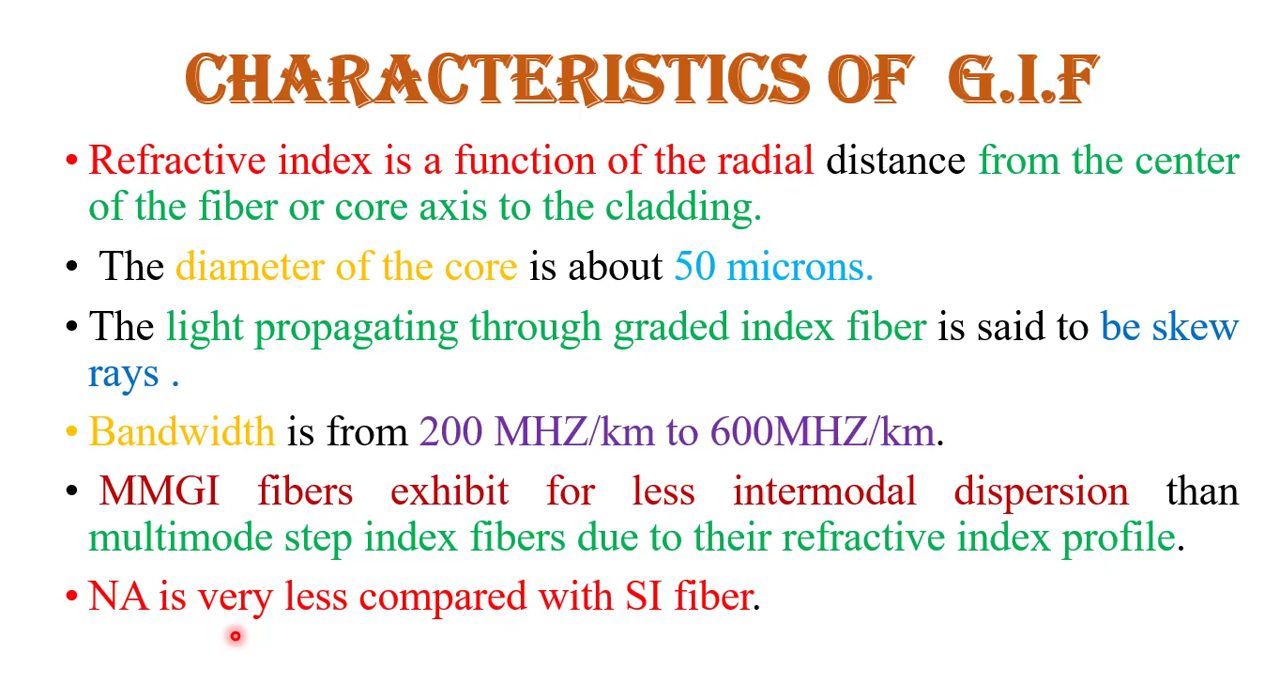 CHARACTERISTICS OF G.I.F
• Refractive index is a function of the radial distance from the center
of the fiber or core axis to the cladding.
• The diameter of the core is about 50 microns.
• The light propagating through graded index fiber is said to be skew
rays .
• Bandwidth is from 200 MHZ/km to 600MHZ/km.
• MMGI fibers exhibit for less intermodal dispersion than
multimode step index fibers due to their refractive index profile.
• NA is very less compared with SI fiber.